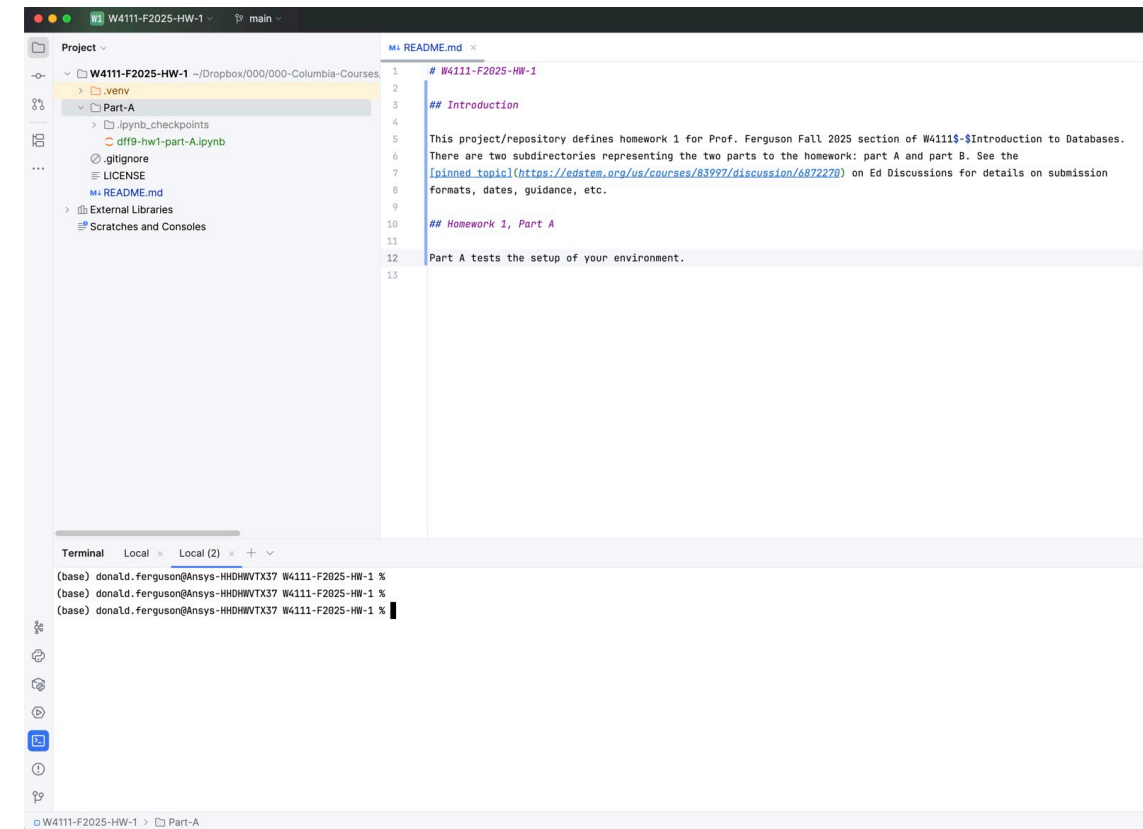 W1 W4111-F2025-HW-1 main
Project
W4111-F2025-HW-1 ~/Dropbox/000/000-Columbia-Courses
.venv
Part-A
.ipynb_checkpoints
dff9-hw1-part-A.ipynb
.gitignore
LICENSE
M↓ README.md
External Libraries
Scratches and Consoles
M↓ README.md ×
1 # W4111-F2025-HW-1
2
3 ## Introduction
4
5 This project/repository defines homework 1 for Prof. Ferguson Fall 2025 section of W4111$-$Introduction to Databases.
6 There are two subdirectories representing the two parts to the homework: part A and part B. See the
7 [pinned topic](https://edstem.org/us/courses/83997/discussion/6872270) on Ed Discussions for details on submission
8 formats, dates, guidance, etc.
9
10 ## Homework 1, Part A
11
12 Part A tests the setup of your environment.
13
Terminal Local × Local (2) × +
(base) donald.ferguson@Ansys-HHDHWVTX37 W4111-F2025-HW-1 %
(base) donald.ferguson@Ansys-HHDHWVTX37 W4111-F2025-HW-1 %
(base) donald.ferguson@Ansys-HHDHWVTX37 W4111-F2025-HW-1 %
W4111-F2025-HW-1 > Part-A